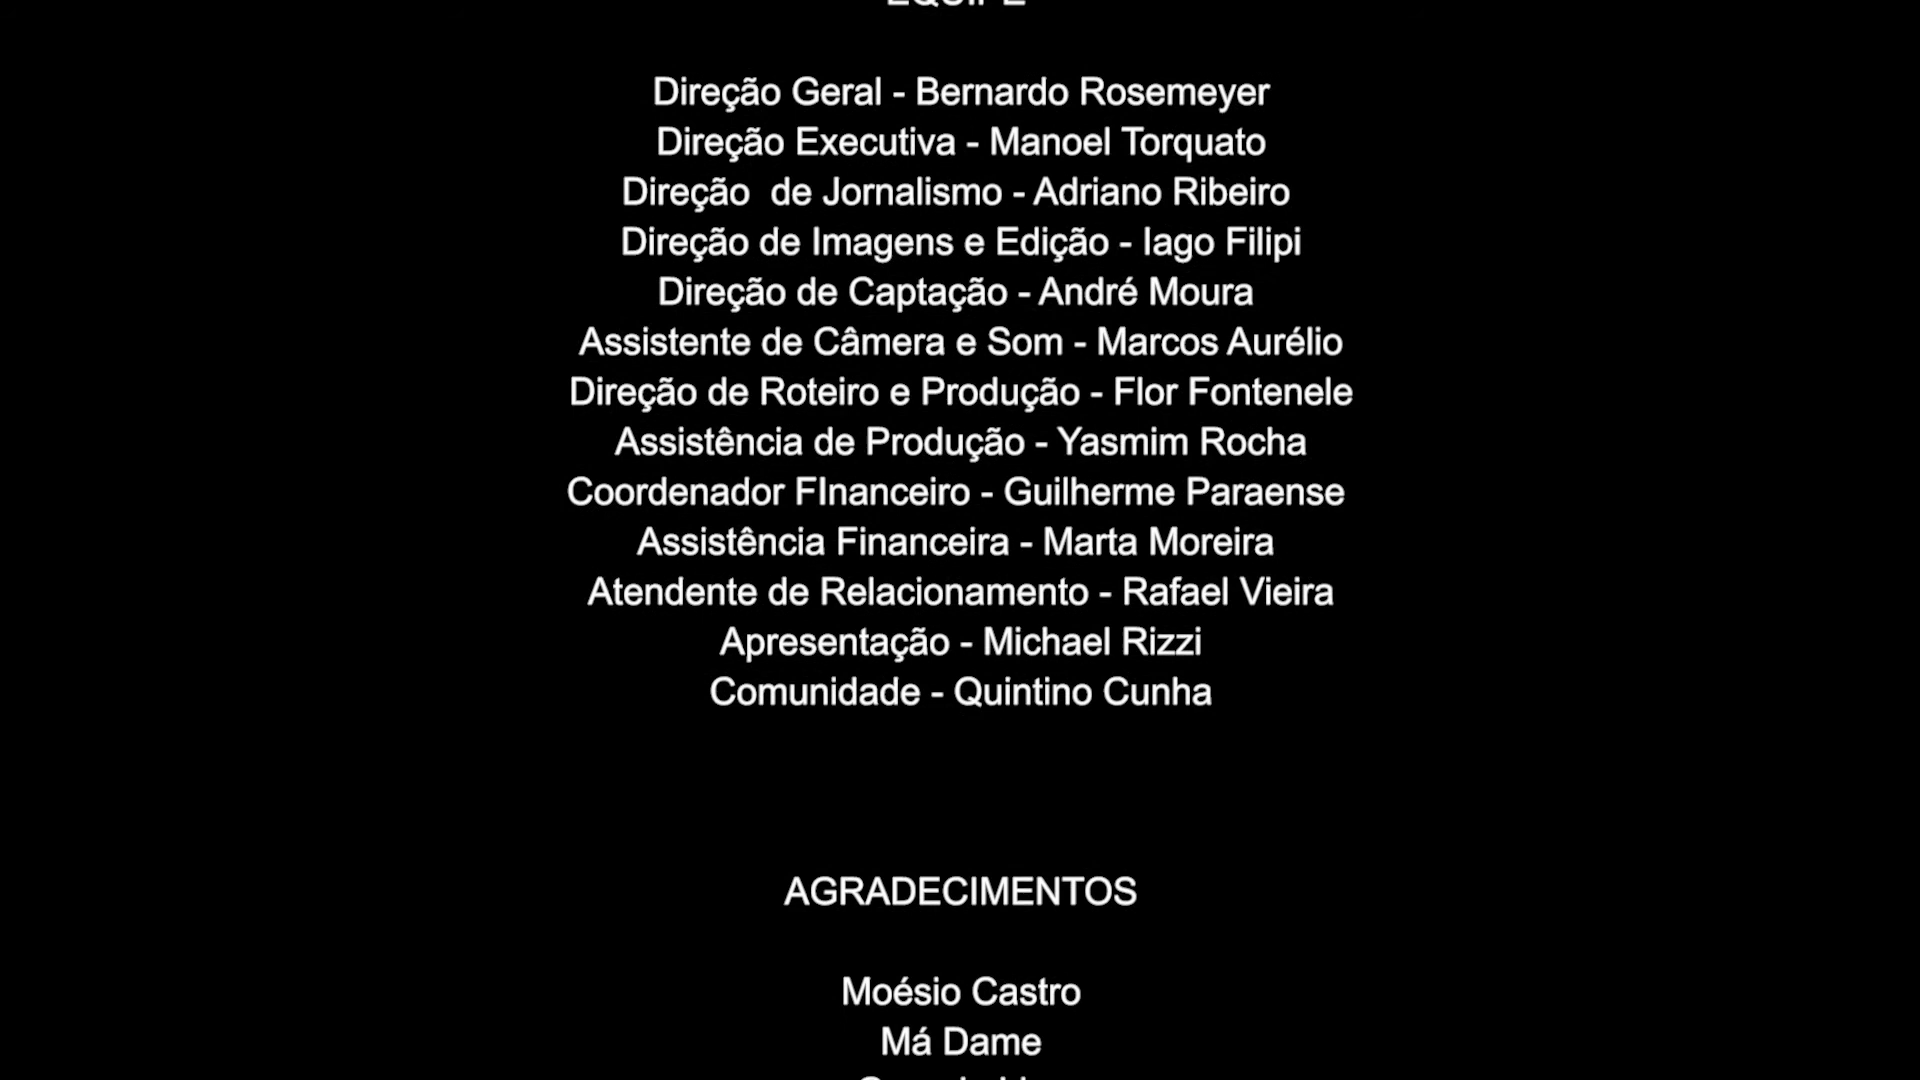 EQUIPE
Direção Geral - Bernardo Rosemeyer
Direção Executiva - Manoel Torquato
Direção  de Jornalismo - Adriano Ribeiro
Direção de Imagens e Edição - Iago Filipi
Direção de Captação - André Moura
Assistente de Câmera e Som - Marcos Aurélio
Direção de Roteiro e Produção - Flor Fontenele
Assistência de Produção - Yasmim Rocha
Coordenador FInanceiro - Guilherme Paraense
Assistência Financeira - Marta Moreira
Atendente de Relacionamento - Rafael Vieira
Apresentação - Michael Rizzi
Comunidade - Quintino Cunha
AGRADECIMENTOS
Moésio Castro
Má Dame